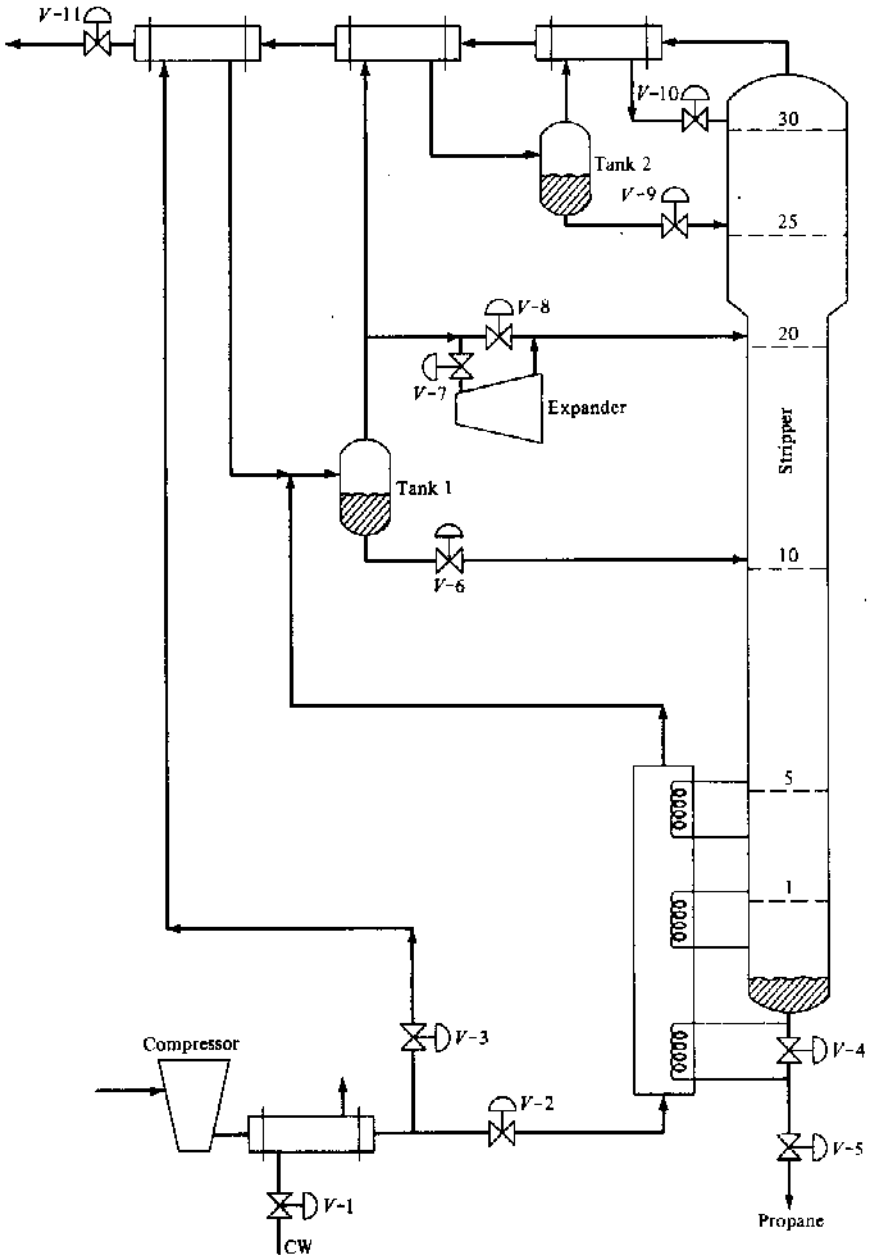 V-11
V-10
30
Tank 2
V-9
25
V-8
20
V-7
Expander
Stripper
Tank 1
10
V-6
5
1
Compressor
V-3
V-4
V-2
V-5
V-1
Propane
CW